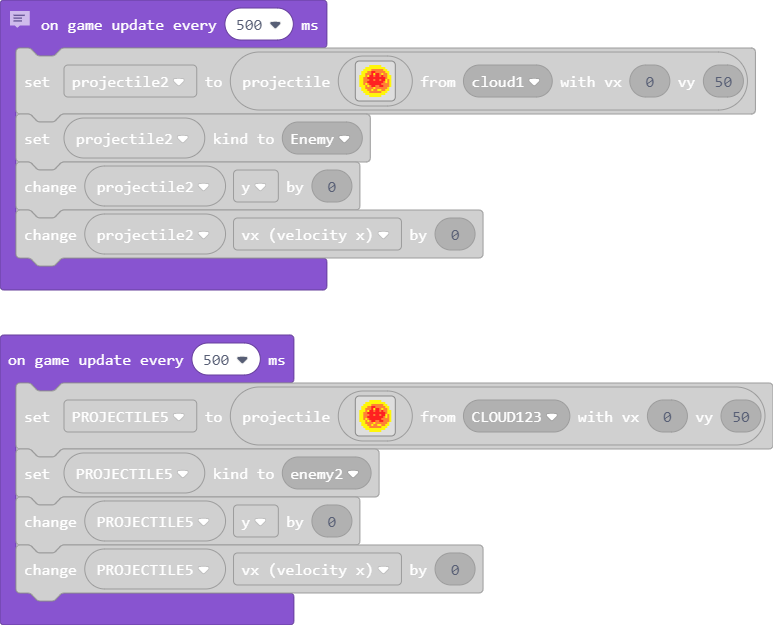 on game update every 500 ms
set projectile2 to projectile from cloud1 with vx 0 vy 50
set projectile2 kind to Enemy
change projectile2 y by 0
change projectile2 vx (velocity x) by 0
on game update every 500 ms
set PROJECTILE5 to projectile from CLOUD123 with vx 0 vy 50
set PROJECTILE5 kind to enemy2
change PROJECTILE5 y by 0
change PROJECTILE5 vx (velocity x) by 0